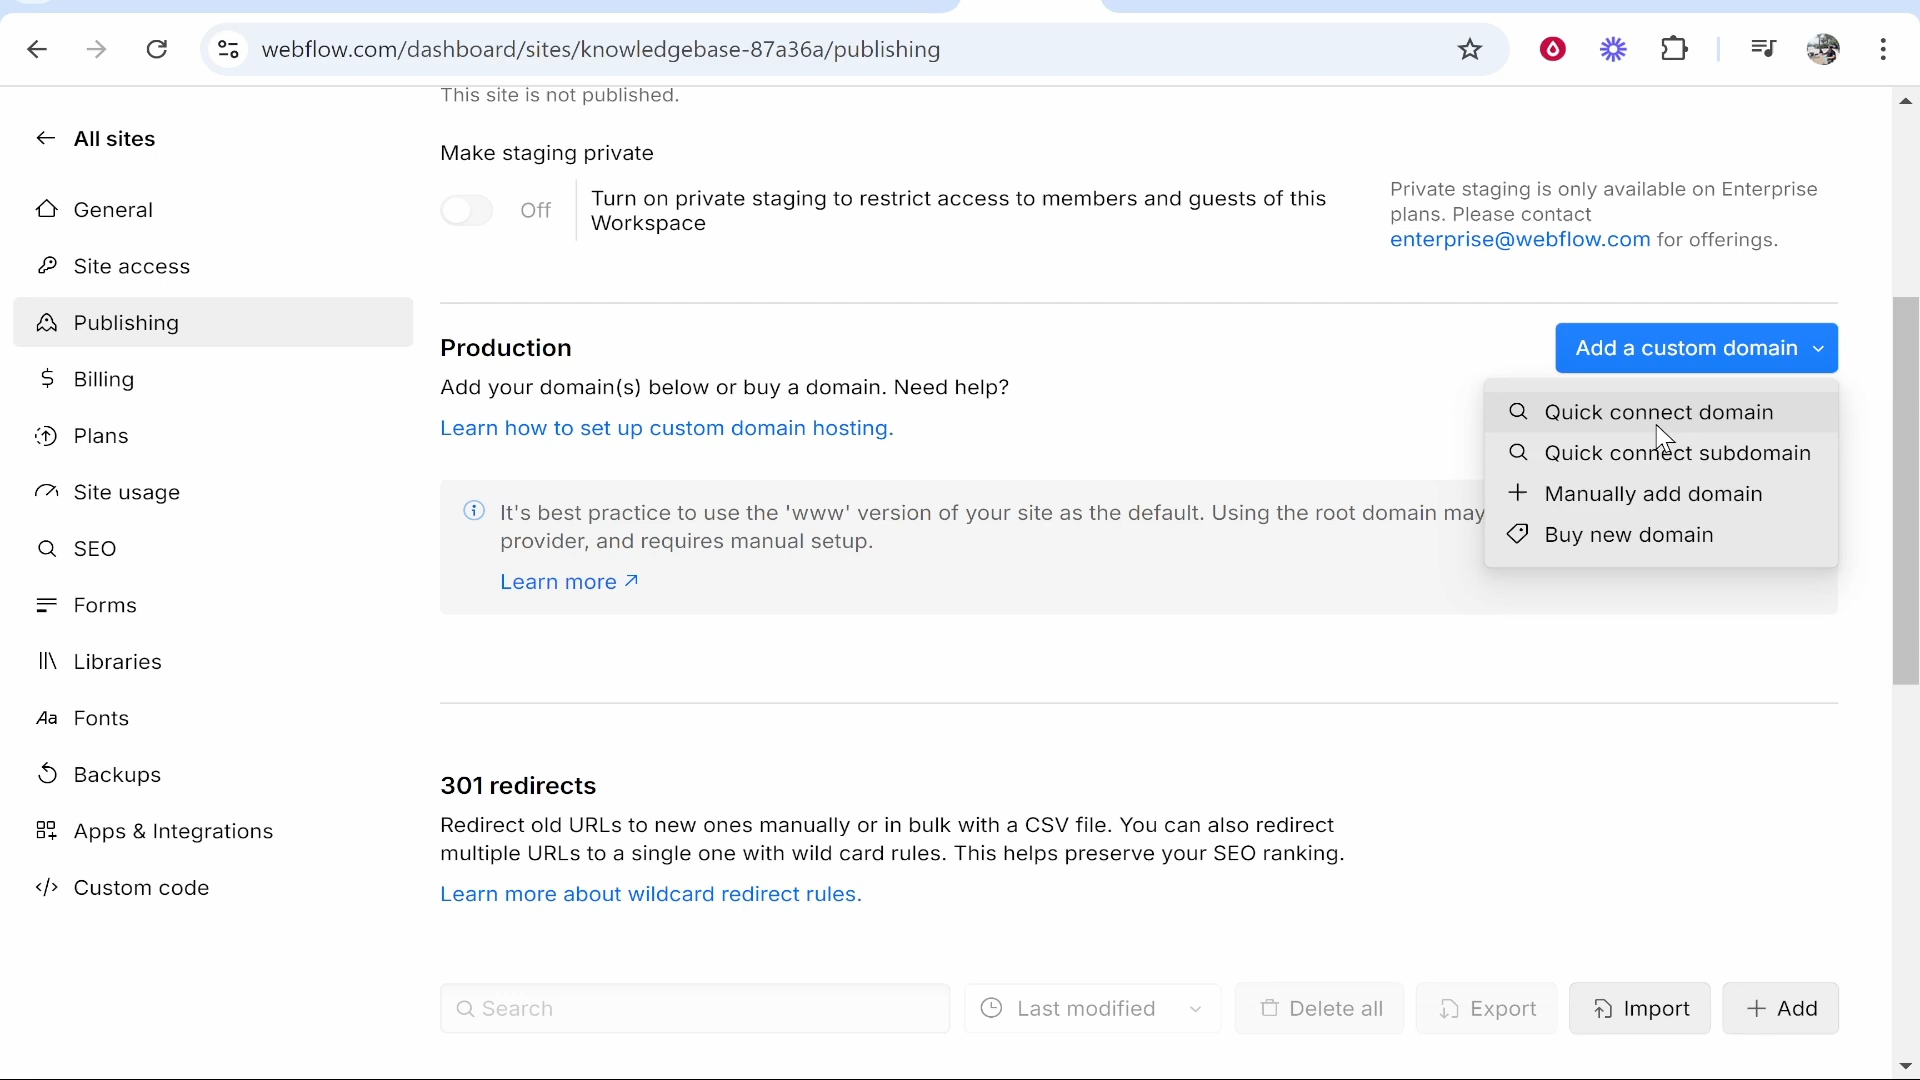 webflow.com/dashboard/sites/knowledgebase-87a36a/publishing
This site is not published.
All sites
General
Site access
Publishing
Billing
Plans
Site usage
SEO
Forms
Libraries
Fonts
Backups
Apps & Integrations
Custom code
Make staging private
Off
Turn on private staging to restrict access to members and guests of this
Workspace
Private staging is only available on Enterprise
plans. Please contact
enterprise@webflow.com for offerings.
Production
Add your domain(s) below or buy a domain. Need help?
Learn how to set up custom domain hosting.
Add a custom domain
Quick connect domain
Quick connect subdomain
Manually add domain
Buy new domain
It's best practice to use the 'www' version of your site as the default. Using the root domain may
provider, and requires manual setup.
Learn more
301 redirects
Redirect old URLs to new ones manually or in bulk with a CSV file. You can also redirect
multiple URLs to a single one with wild card rules. This helps preserve your SEO ranking.
Learn more about wildcard redirect rules.
Search
Last modified
Delete all
Export
Import
Add